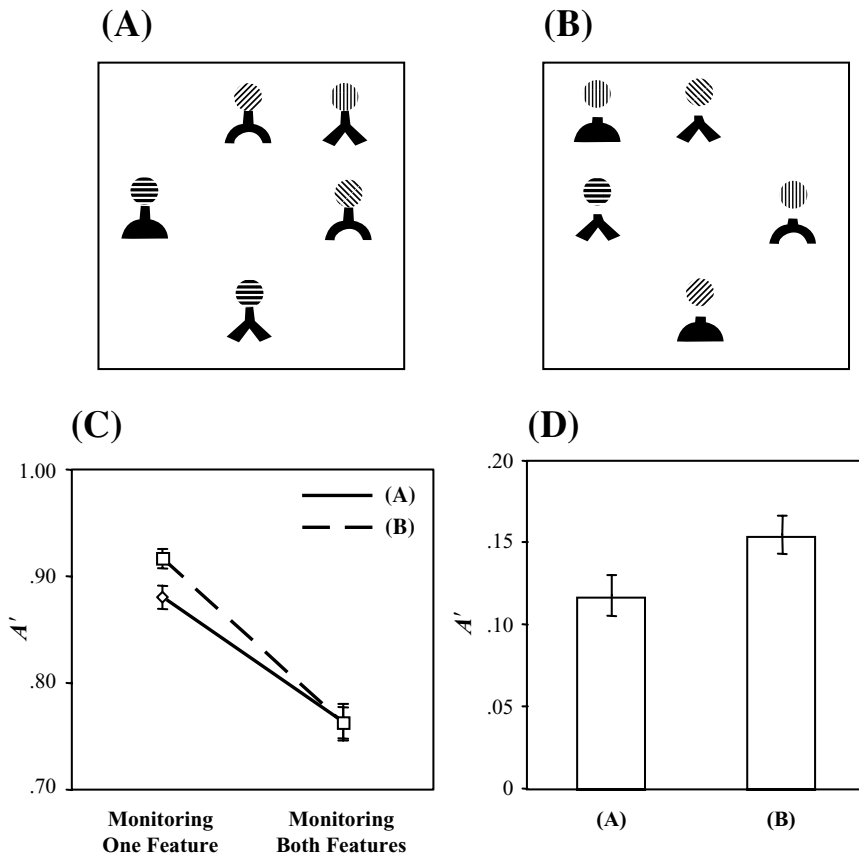 (A)
(B)
(C)
1.00
.90
.80
.70
A′
(A)
(B)
Monitoring
One Feature
Monitoring
Both Features
(D)
.20
.15
.10
.05
0
A′
(A)
(B)